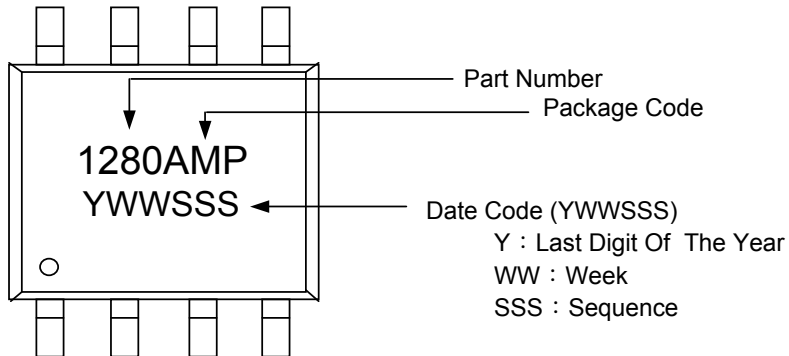 Part Number
Package Code
1280AMP
YWWSSS
Date Code (YWWSSS)
Y：Last Digit Of The Year
WW：Week
SSS：Sequence